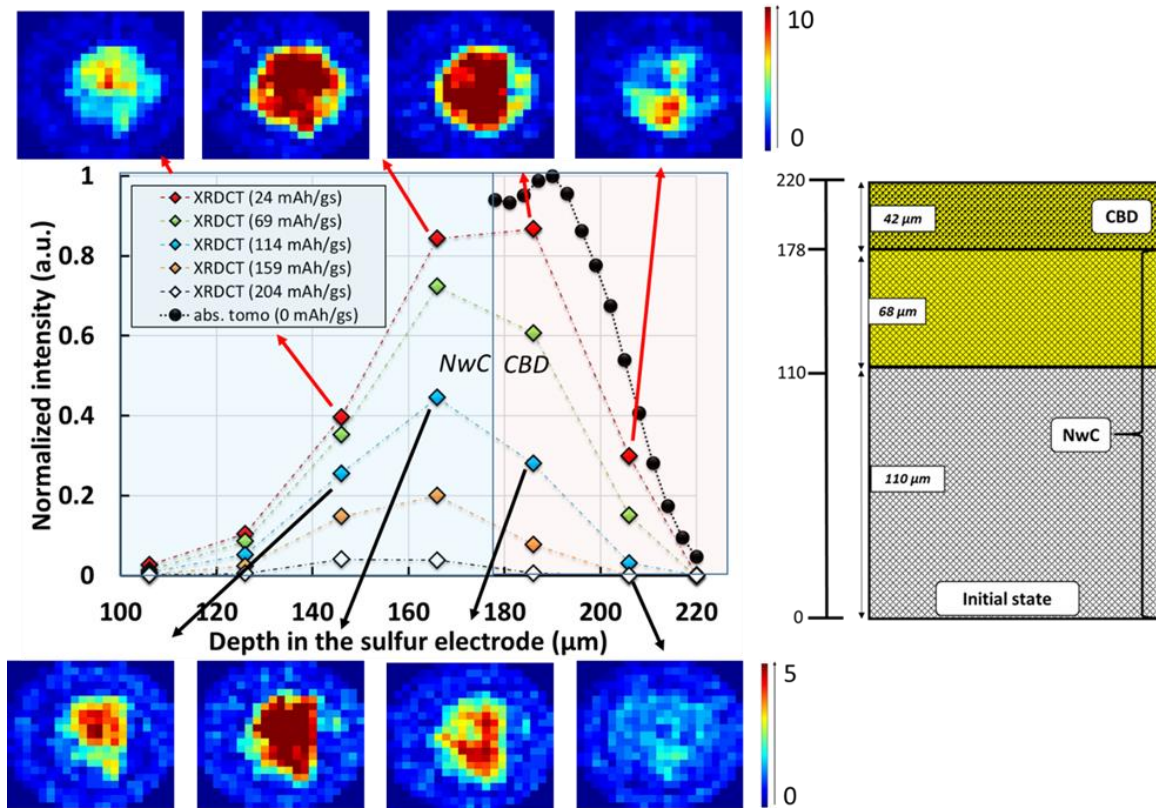 10
0
Normalized intensity (a.u.)
1
0.8
0.6
0.4
0.2
0
XRDCT (24 mAh/gs)
XRDCT (69 mAh/gs)
XRDCT (114 mAh/gs)
XRDCT (159 mAh/gs)
XRDCT (204 mAh/gs)
abs. tomo (0 mAh/gs)
NwC CBD
100 120 140 160 180 200 220
Depth in the sulfur electrode (µm)
220
178
110
0
42 µm
CBD
68 µm
NwC
110 µm
Initial state
5
0